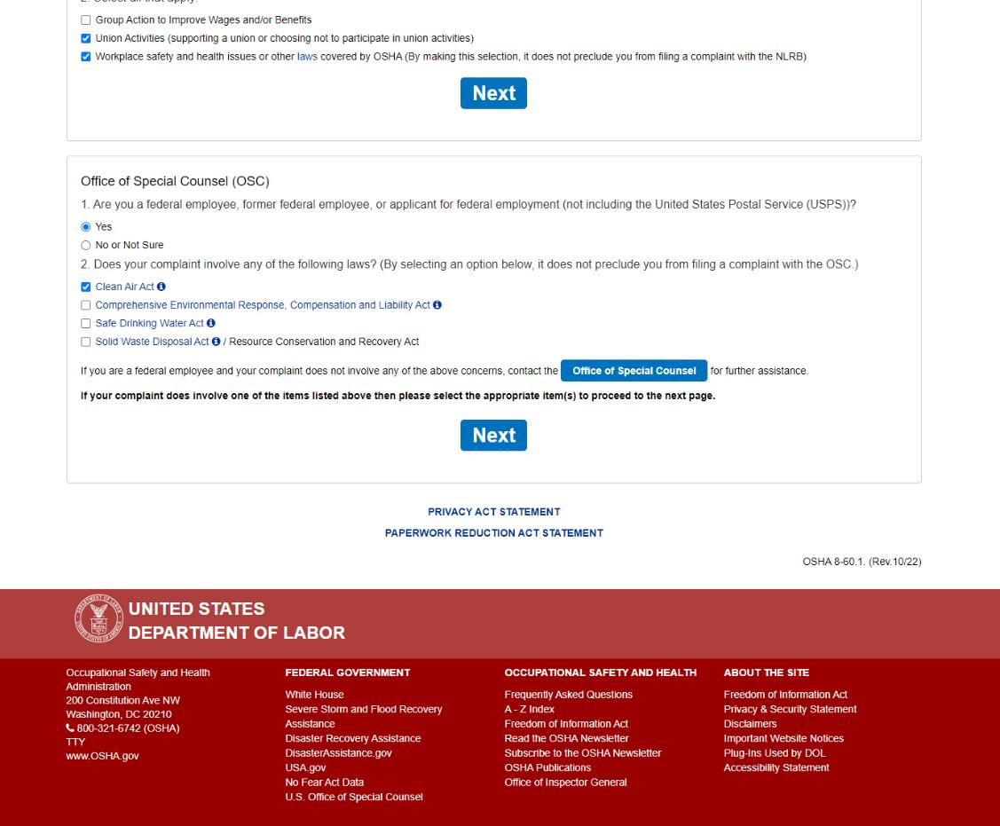 2. Select all that apply.
Group Action to Improve Wages and/or Benefits
Union Activities (supporting a union or choosing not to participate in union activities)
Workplace safety and health issues or other laws covered by OSHA (By making this selection, it does not preclude you from filing a complaint with the NLRB)
Next
Office of Special Counsel (OSC)
1. Are you a federal employee, former federal employee, or applicant for federal employment (not including the United States Postal Service (USPS))?
Yes
No or Not Sure
2. Does your complaint involve any of the following laws? (By selecting an option below, it does not preclude you from filing a complaint with the OSC.)
Clean Air Act
Comprehensive Environmental Response, Compensation and Liability Act
Safe Drinking Water Act
Solid Waste Disposal Act / Resource Conservation and Recovery Act
If you are a federal employee and your complaint does not involve any of the above concerns, contact the Office of Special Counsel for further assistance.
If your complaint does involve one of the items listed above then please select the appropriate item(s) to proceed to the next page.
Next
PRIVACY ACT STATEMENT
PAPERWORK REDUCTION ACT STATEMENT
OSHA 8-60.1. (Rev.10/22)
UNITED STATES
DEPARTMENT OF LABOR
Occupational Safety and Health
Administration
200 Constitution Ave NW
Washington, DC 20210
800-321-6742 (OSHA)
TTY
www.OSHA.gov
FEDERAL GOVERNMENT
White House
Severe Storm and Flood Recovery
Assistance
Disaster Recovery Assistance
DisasterAssistance.gov
USA.gov
No Fear Act Data
U.S. Office of Special Counsel
OCCUPATIONAL SAFETY AND HEALTH
Frequently Asked Questions
A - Z Index
Freedom of Information Act
Read the OSHA Newsletter
Subscribe to the OSHA Newsletter
OSHA Publications
Office of Inspector General
ABOUT THE SITE
Freedom of Information Act
Privacy & Security Statement
Disclaimers
Important Website Notices
Plug-Ins Used by DOL
Accessibility Statement